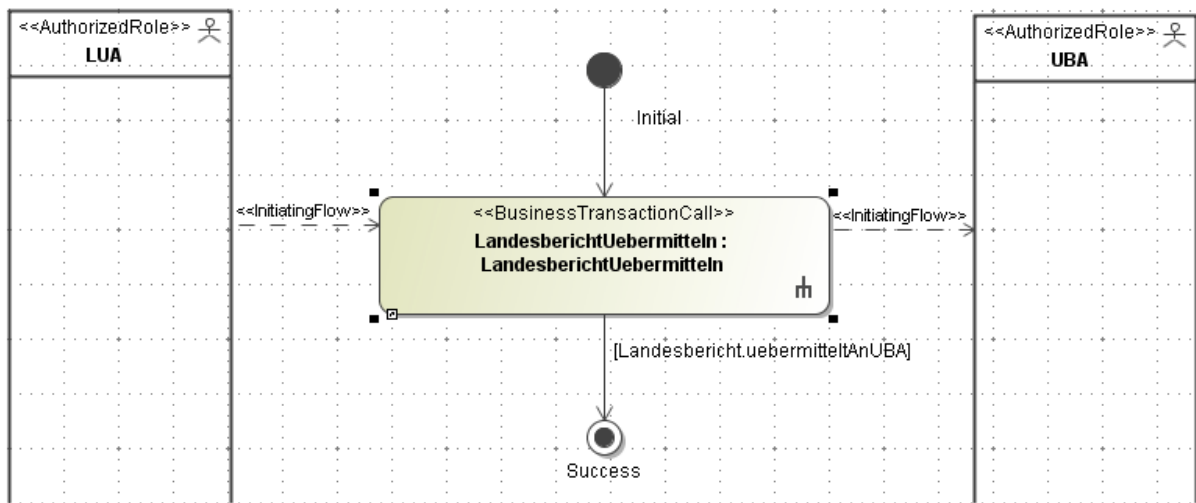 <<AuthorizedRole>>
LUA
<<AuthorizedRole>>
UBA
Initial
<<InitiatingFlow>>
<<BusinessTransactionCall>>
LandesberichtUebermitteln :
LandesberichtUebermitteln
<<InitiatingFlow>>
[Landesbericht.uebermitteltAnUBA]
Success